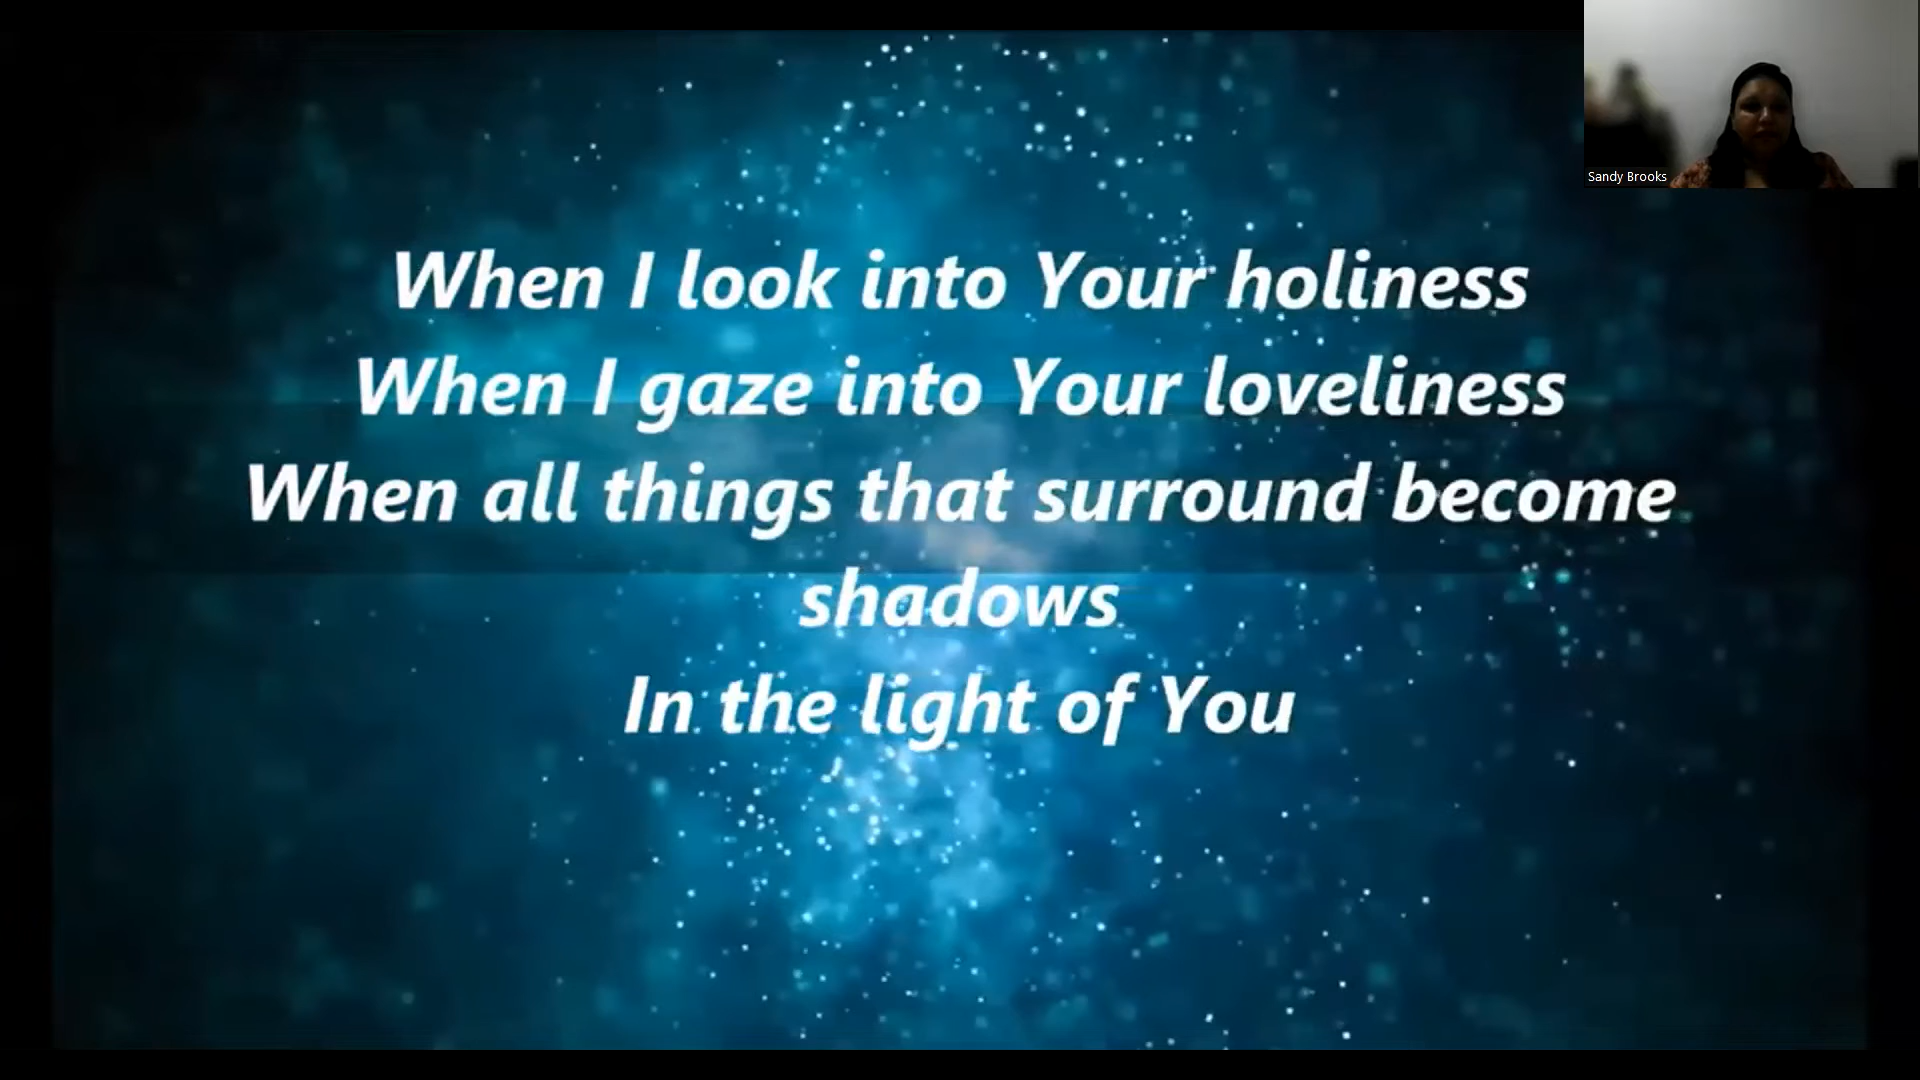 Sandy Brooks
When I look into Your holiness
When I gaze into Your loveliness
When all things that surround become
shadows
In the light of You